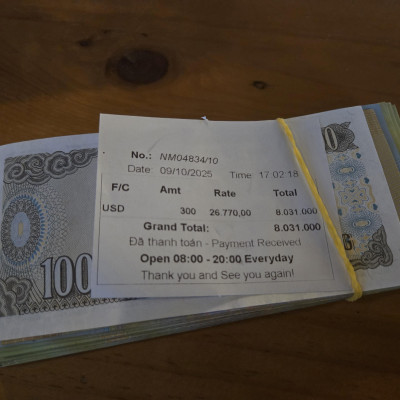 No.: NM04834/10
Date: 09/10/2025 Time: 17 02 18
F/C Amt Rate Total
USD 300 26.770,00 8.031.000
Grand Total: 8.031.000
Đã thanh toán - Payment Received
Open 08:00 - 20:00 Everyday
Thank you and See you again!
100